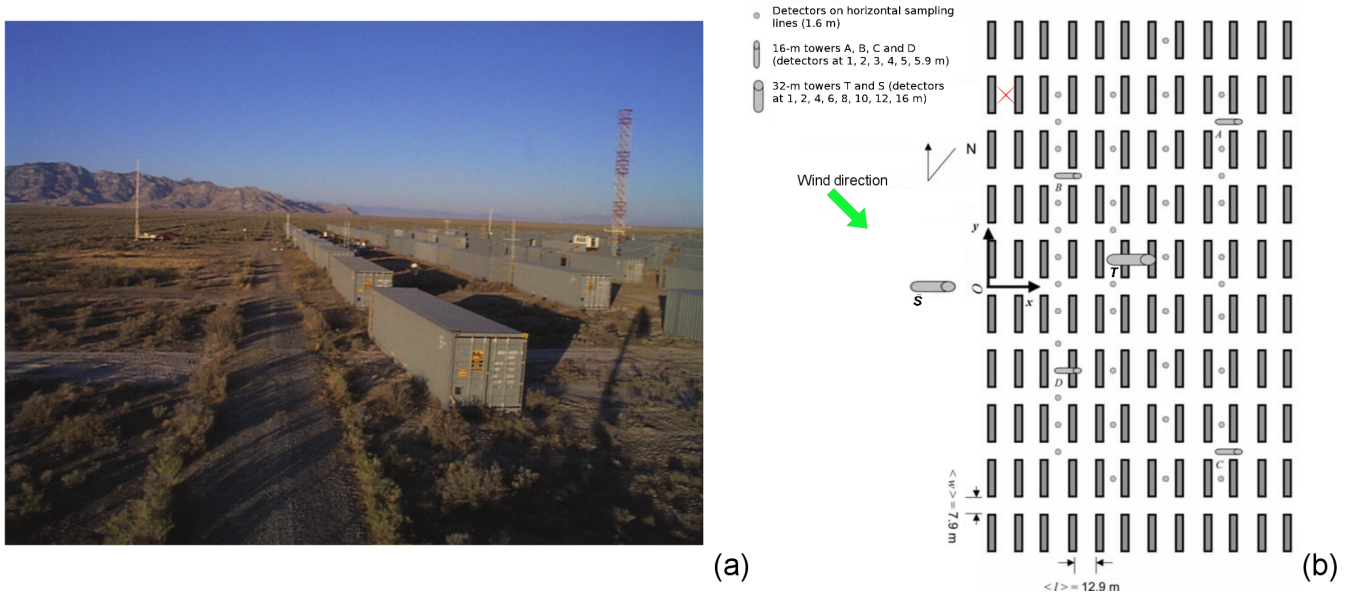 Detectors on horizontal sampling
lines (1.6 m)
16-m towers A, B, C and D
(detectors at 1, 2, 3, 4, 5, 5.9 m)
32-m towers T and S (detectors
at 1, 2, 4, 6, 8, 10, 12, 16 m)
N
Wind direction
A
B
y
T
S
O
x
D
C
<w> = 7.9 m
<l> = 12.9 m
(a)
(b)